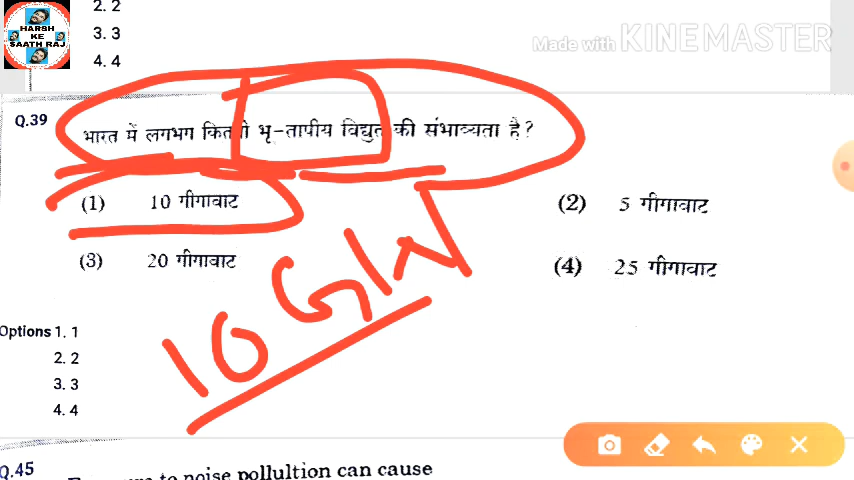 HARSH
KE
SAATH RAJ
Made with KINEMASTER
2. 2
3. 3
4. 4
Q.39
भारत में लगभग कितनी भू-तापीय विद्युत की संभाव्यता है?
(1) 10 गीगावाट
(2) 5 गीगावाट
(3) 20 गीगावाट
(4) 25 गीगावाट
10 GW
Options 1. 1
2. 2
3. 3
4. 4
Q.45
to noise pollultion can cause